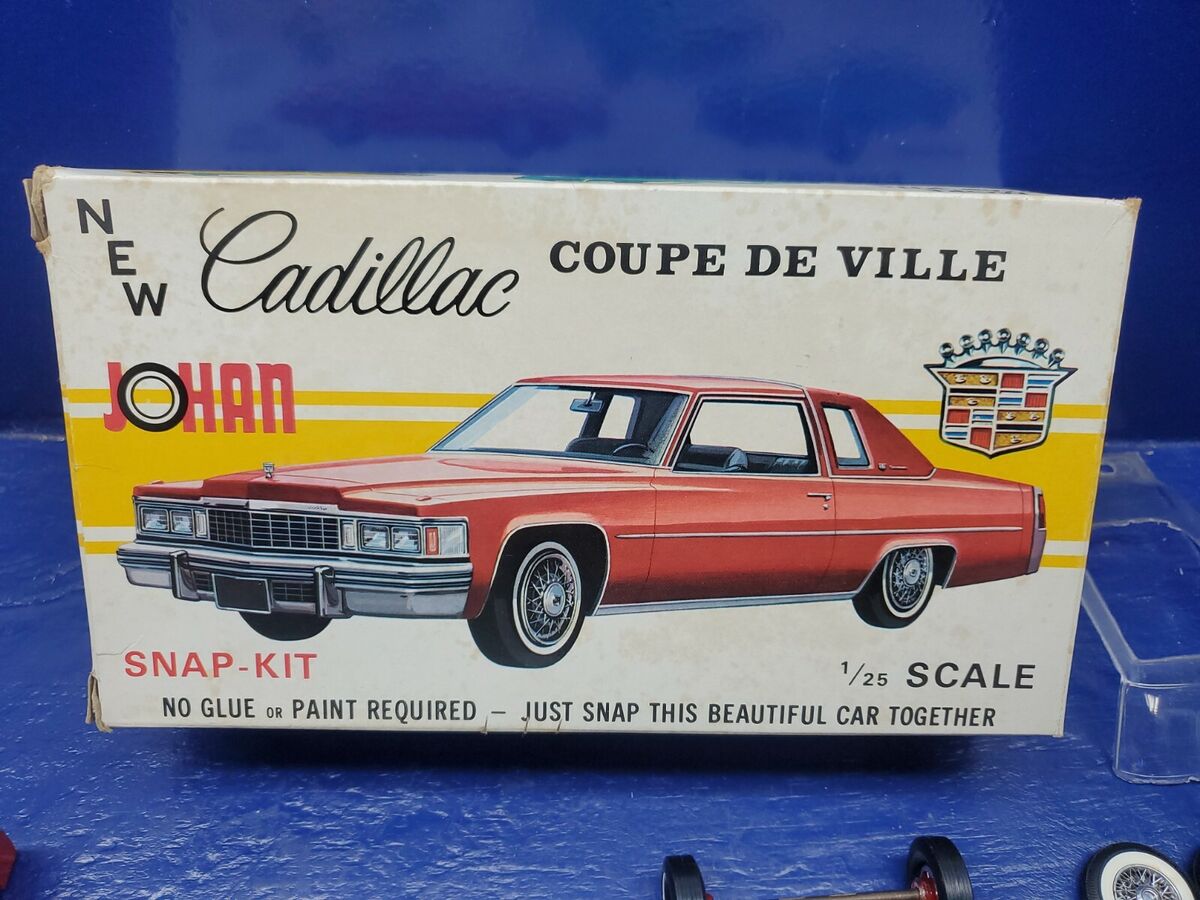 NEW
Cadillac COUPE DE VILLE
JOHAN
SNAP-KIT
1/25 SCALE
NO GLUE OR PAINT REQUIRED – JUST SNAP THIS BEAUTIFUL CAR TOGETHER